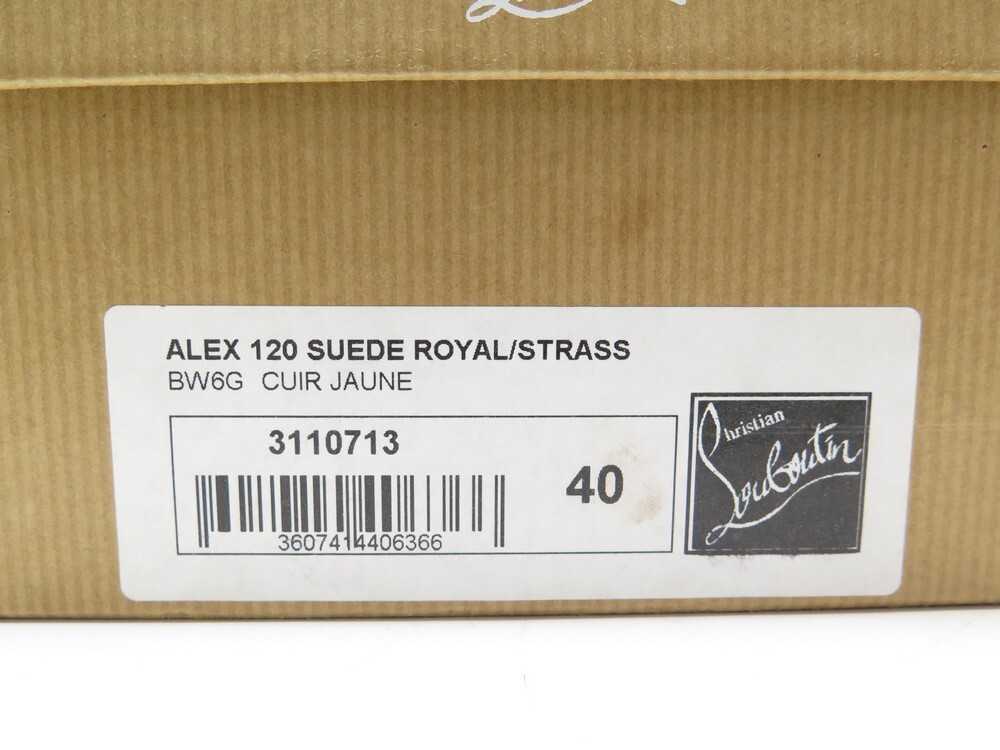 ALEX 120 SUEDE ROYAL/STRASS
BW6G CUIR JAUNE
3110713
40
3607414406366
Christian
Louboutin